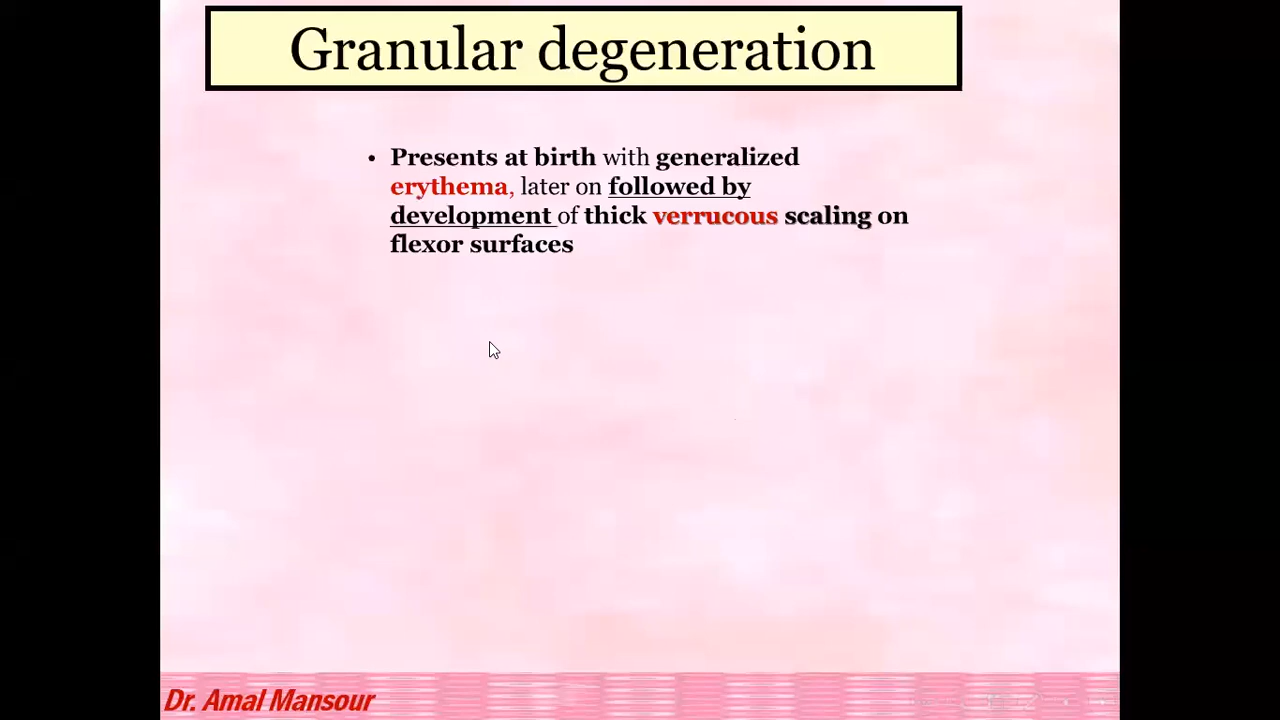 Granular degeneration
• Presents at birth with generalized
erythema, later on followed by
development of thick verrucous scaling on
flexor surfaces
Dr. Amal Mansour